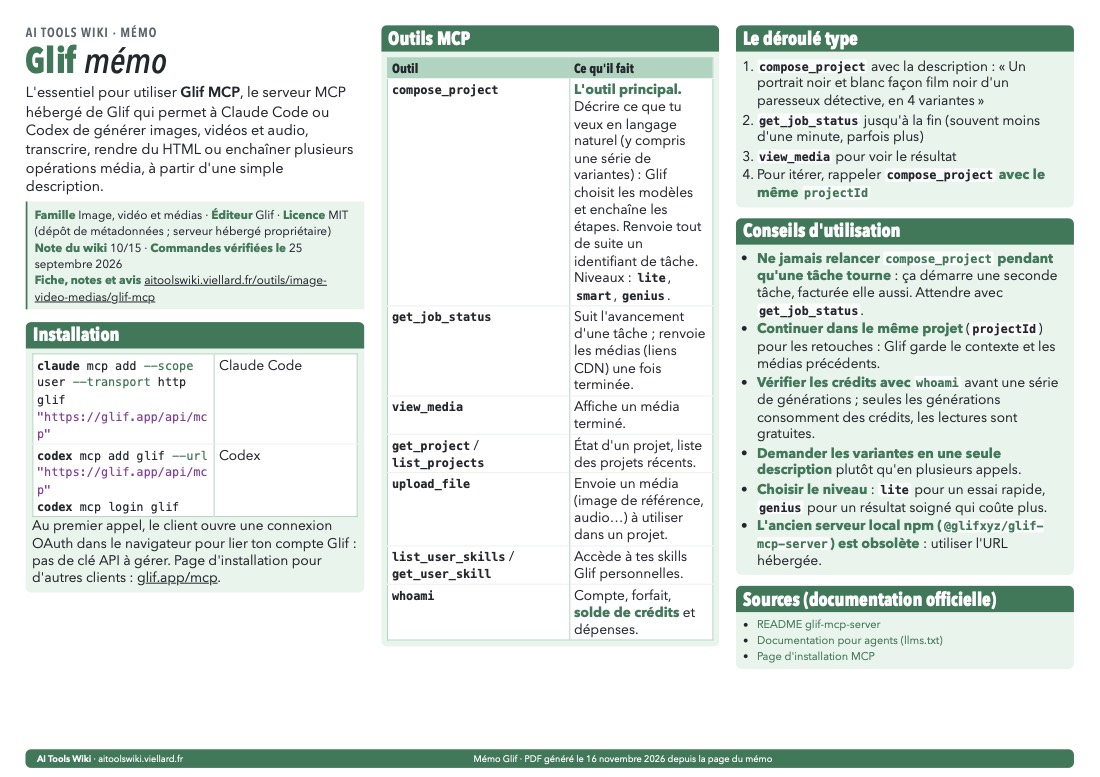 AI TOOLS WIKI · MÉMO
Glif mémo
L'essentiel pour utiliser Glif MCP, le serveur MCP
hébergé de Glif qui permet à Claude Code ou
Codex de générer images, vidéos et audio,
transcrire, rendre du HTML ou enchaîner plusieurs
opérations média, à partir d'une simple
description.
Famille Image, vidéo et médias · Éditeur Glif · Licence MIT
(dépôt de métadonnées ; serveur hébergé propriétaire)
Note du wiki 10/15 · Commandes vérifiées le 25
septembre 2026
Fiche, notes et avis aitoolswiki.viellard.fr/outils/image-
video-medias/glif-mcp
Installation
claude mcp add --scope
user --transport http
glif
"https://glif.app/api/mc
p"
Claude Code
codex mcp add glif --url
"https://glif.app/api/mc
p"
codex mcp login glif
Codex
Au premier appel, le client ouvre une connexion
OAuth dans le navigateur pour lier ton compte Glif :
pas de clé API à gérer. Page d'installation pour
d'autres clients : glif.app/mcp.
Outils MCP
Outil
Ce qu'il fait
compose_project
L'outil principal.
Décrire ce que tu
veux en langage
naturel (y compris
une série de
variantes) : Glif
choisit les modèles
et enchaîne les
étapes. Renvoie tout
de suite un
identifiant de tâche.
Niveaux : lite,
smart, genius.
get_job_status
Suit l'avancement
d'une tâche ; renvoie
les médias (liens
CDN) une fois
terminée.
view_media
Affiche un média
terminé.
get_project /
list_projects
État d'un projet, liste
des projets récents.
upload_file
Envoie un média
(image de référence,
audio…) à utiliser
dans un projet.
list_user_skills /
get_user_skill
Accède à tes skills
Glif personnelles.
whoami
Compte, forfait,
solde de crédits et
dépenses.
Le déroulé type
1. compose_project avec la description : « Un
portrait noir et blanc façon film noir d'un
paresseux détective, en 4 variantes »
2. get_job_status jusqu'à la fin (souvent moins
d'une minute, parfois plus)
3. view_media pour voir le résultat
4. Pour itérer, rappeler compose_project avec le
même projectId
Conseils d'utilisation
• Ne jamais relancer compose_project pendant
qu'une tâche tourne : ça démarre une seconde
tâche, facturée elle aussi. Attendre avec
get_job_status.
• Continuer dans le même projet (projectId)
pour les retouches : Glif garde le contexte et les
médias précédents.
• Vérifier les crédits avec whoami avant une série
de générations ; seules les générations
consomment des crédits, les lectures sont
gratuites.
• Demander les variantes en une seule
description plutôt qu'en plusieurs appels.
• Choisir le niveau : lite pour un essai rapide,
genius pour un résultat soigné qui coûte plus.
• L'ancien serveur local npm (@glifxyz/glif-
mcp-server) est obsolète : utiliser l'URL
hébergée.
Sources (documentation officielle)
• README glif-mcp-server
• Documentation pour agents (llms.txt)
• Page d'installation MCP
AI Tools Wiki · aitoolswiki.viellard.fr
Mémo Glif · PDF généré le 16 novembre 2026 depuis la page du mémo